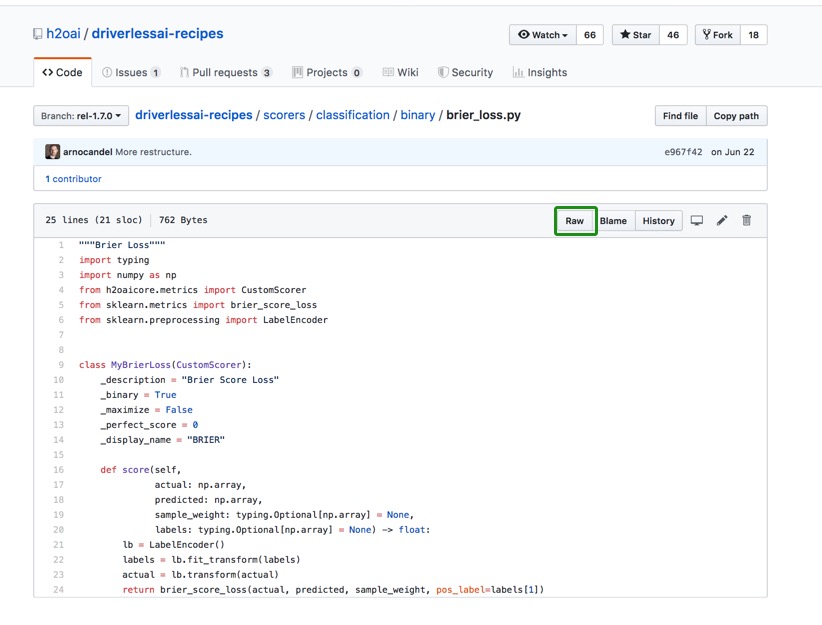 h2oai / driverlessai-recipes
Watch 66 Star 46 Fork 18
Code Issues 1 Pull requests 3 Projects 0 Wiki Security Insights
Branch: rel-1.7.0 driverlessai-recipes / scorers / classification / binary / brier_loss.py Find file Copy path
arnocandel More restructure. e967f42 on Jun 22
1 contributor
25 lines (21 sloc) 762 Bytes Raw Blame History
1 """Brier Loss"""
2 import typing
3 import numpy as np
4 from h2oaicore.metrics import CustomScorer
5 from sklearn.metrics import brier_score_loss
6 from sklearn.preprocessing import LabelEncoder
7
8
9 class MyBrierLoss(CustomScorer):
10 _description = "Brier Score Loss"
11 _binary = True
12 _maximize = False
13 _perfect_score = 0
14 _display_name = "BRIER"
15
16 def score(self,
17 actual: np.array,
18 predicted: np.array,
19 sample_weight: typing.Optional[np.array] = None,
20 labels: typing.Optional[np.array] = None) -> float:
21 lb = LabelEncoder()
22 labels = lb.fit_transform(labels)
23 actual = lb.transform(actual)
24 return brier_score_loss(actual, predicted, sample_weight, pos_label=labels[1])